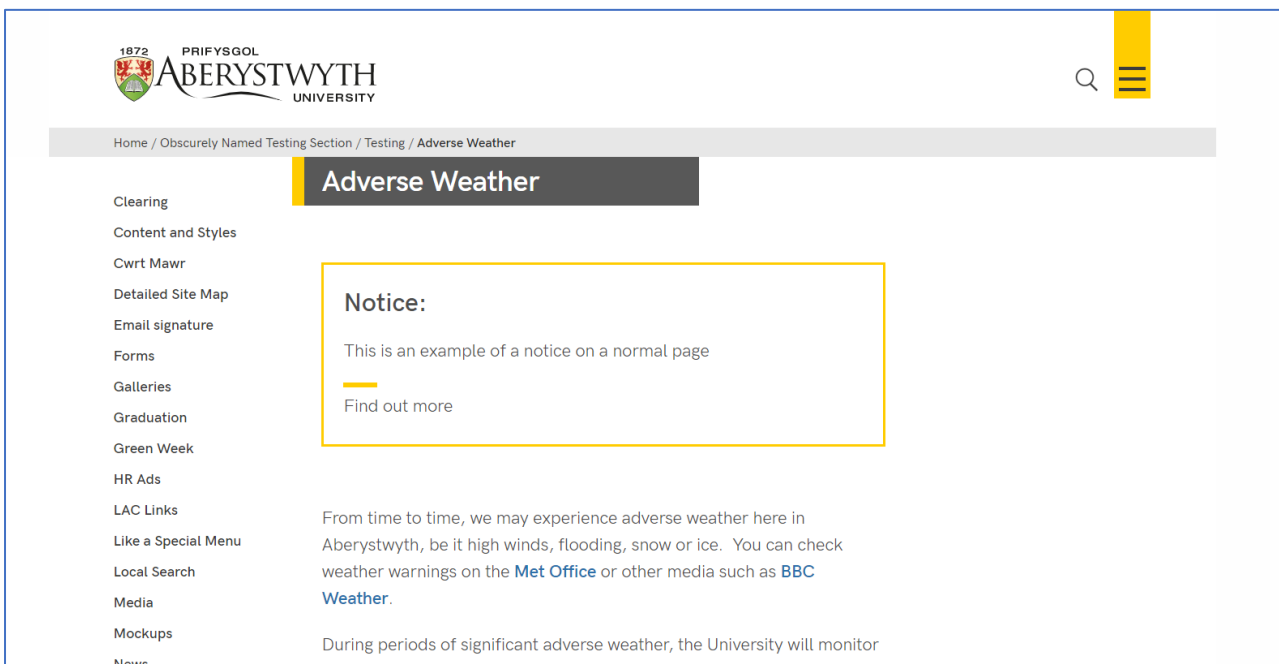 1872 PRIFYSGOL
ABERYSTWYTH
UNIVERSITY
Home / Obscurely Named Testing Section / Testing / Adverse Weather
Adverse Weather
Clearing
Content and Styles
Cwrt Mawr
Detailed Site Map
Email signature
Forms
Galleries
Graduation
Green Week
HR Ads
LAC Links
Like a Special Menu
Local Search
Media
Mockups
News
Notice:
This is an example of a notice on a normal page
Find out more
From time to time, we may experience adverse weather here in
Aberystwyth, be it high winds, flooding, snow or ice. You can check
weather warnings on the Met Office or other media such as BBC
Weather.
During periods of significant adverse weather, the University will monitor